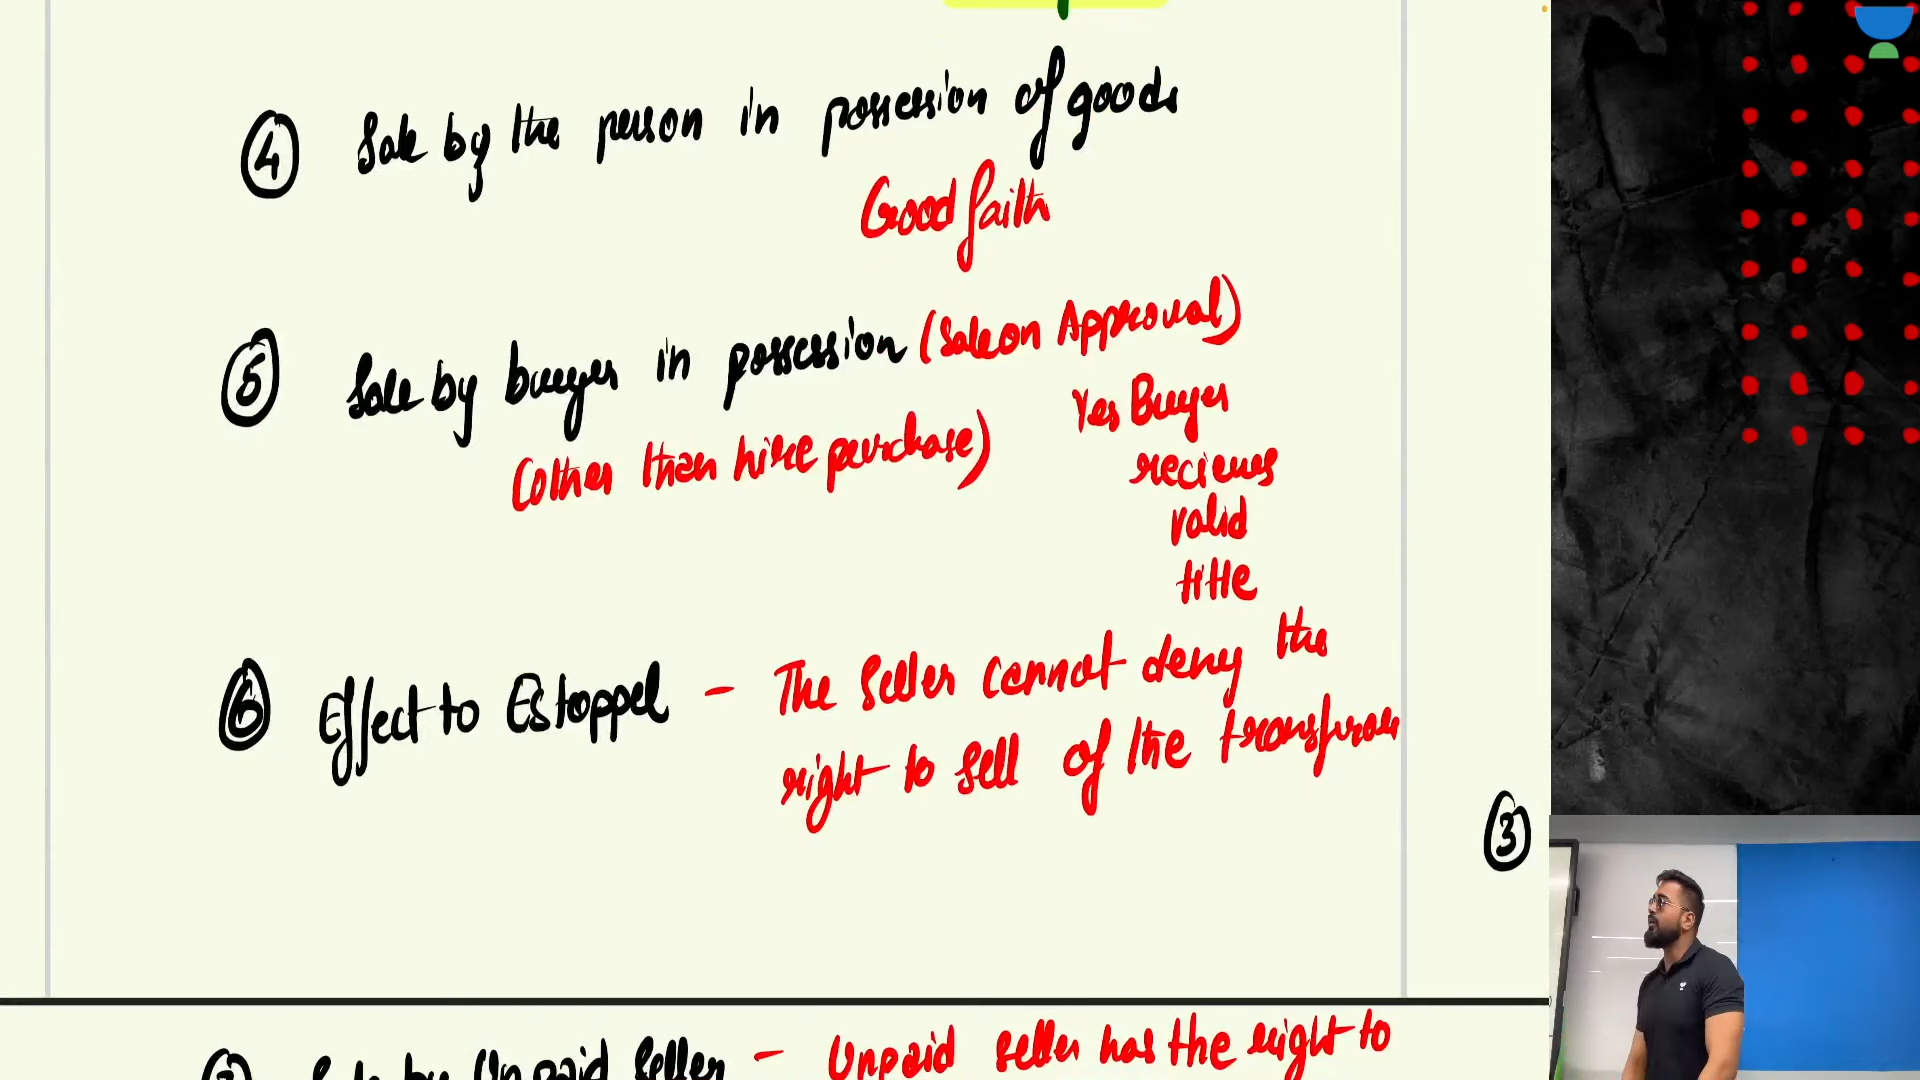 ④ Sale by the person in possession of goods
Good faith
⑤ Sale by buyer in possession (Sale on Approval)
(other than hire purchase)
Yes Buyer
recieves
valid
title
⑥ Effect to Estoppel - The Seller cannot deny the
right to sell of the
③
Sale by Unpaid Seller - Unpaid seller has the right to